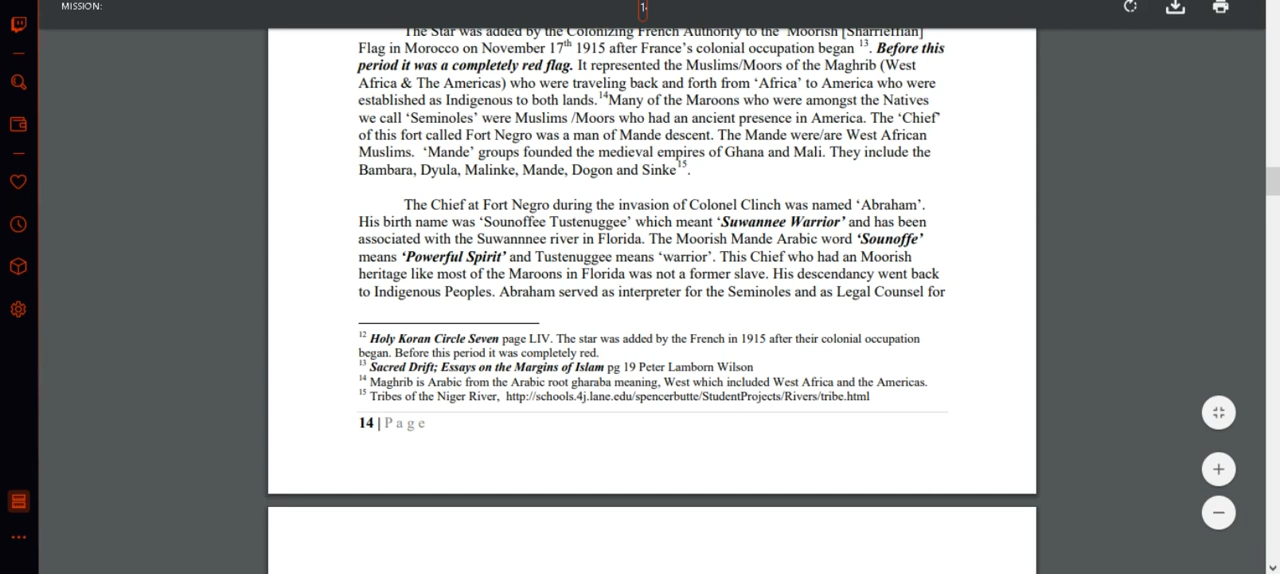 MISSION:
1
The Star was added by the Colonizing French Authority to the 'Moorish [Sharrieffian]
Flag in Morocco on November 17th 1915 after France's colonial occupation began 13. Before this
period it was a completely red flag. It represented the Muslims/Moors of the Maghrib (West
Africa & The Americas) who were traveling back and forth from 'Africa' to America who were
established as Indigenous to both lands.14Many of the Maroons who were amongst the Natives
we call 'Seminoles' were Muslims /Moors who had an ancient presence in America. The 'Chief'
of this fort called Fort Negro was a man of Mande descent. The Mande were/are West African
Muslims. 'Mande' groups founded the medieval empires of Ghana and Mali. They include the
Bambara, Dyula, Malinke, Mande, Dogon and Sinke15.
The Chief at Fort Negro during the invasion of Colonel Clinch was named 'Abraham'.
His birth name was 'Sounoffee Tustenuggee' which meant 'Suwannee Warrior' and has been
associated with the Suwannnee river in Florida. The Moorish Mande Arabic word 'Sounoffe'
means 'Powerful Spirit' and Tustenuggee means 'warrior'. This Chief who had an Moorish
heritage like most of the Maroons in Florida was not a former slave. His descendancy went back
to Indigenous Peoples. Abraham served as interpreter for the Seminoles and as Legal Counsel for
12 Holy Koran Circle Seven page LIV. The star was added by the French in 1915 after their colonial occupation
began. Before this period it was completely red.
13 Sacred Drift; Essays on the Margins of Islam pg 19 Peter Lamborn Wilson
14 Maghrib is Arabic from the Arabic root gharaba meaning, West which included West Africa and the Americas.
15 Tribes of the Niger River, http://schools.4j.lane.edu/spencerbutte/StudentProjects/Rivers/tribe.html
14 | Page